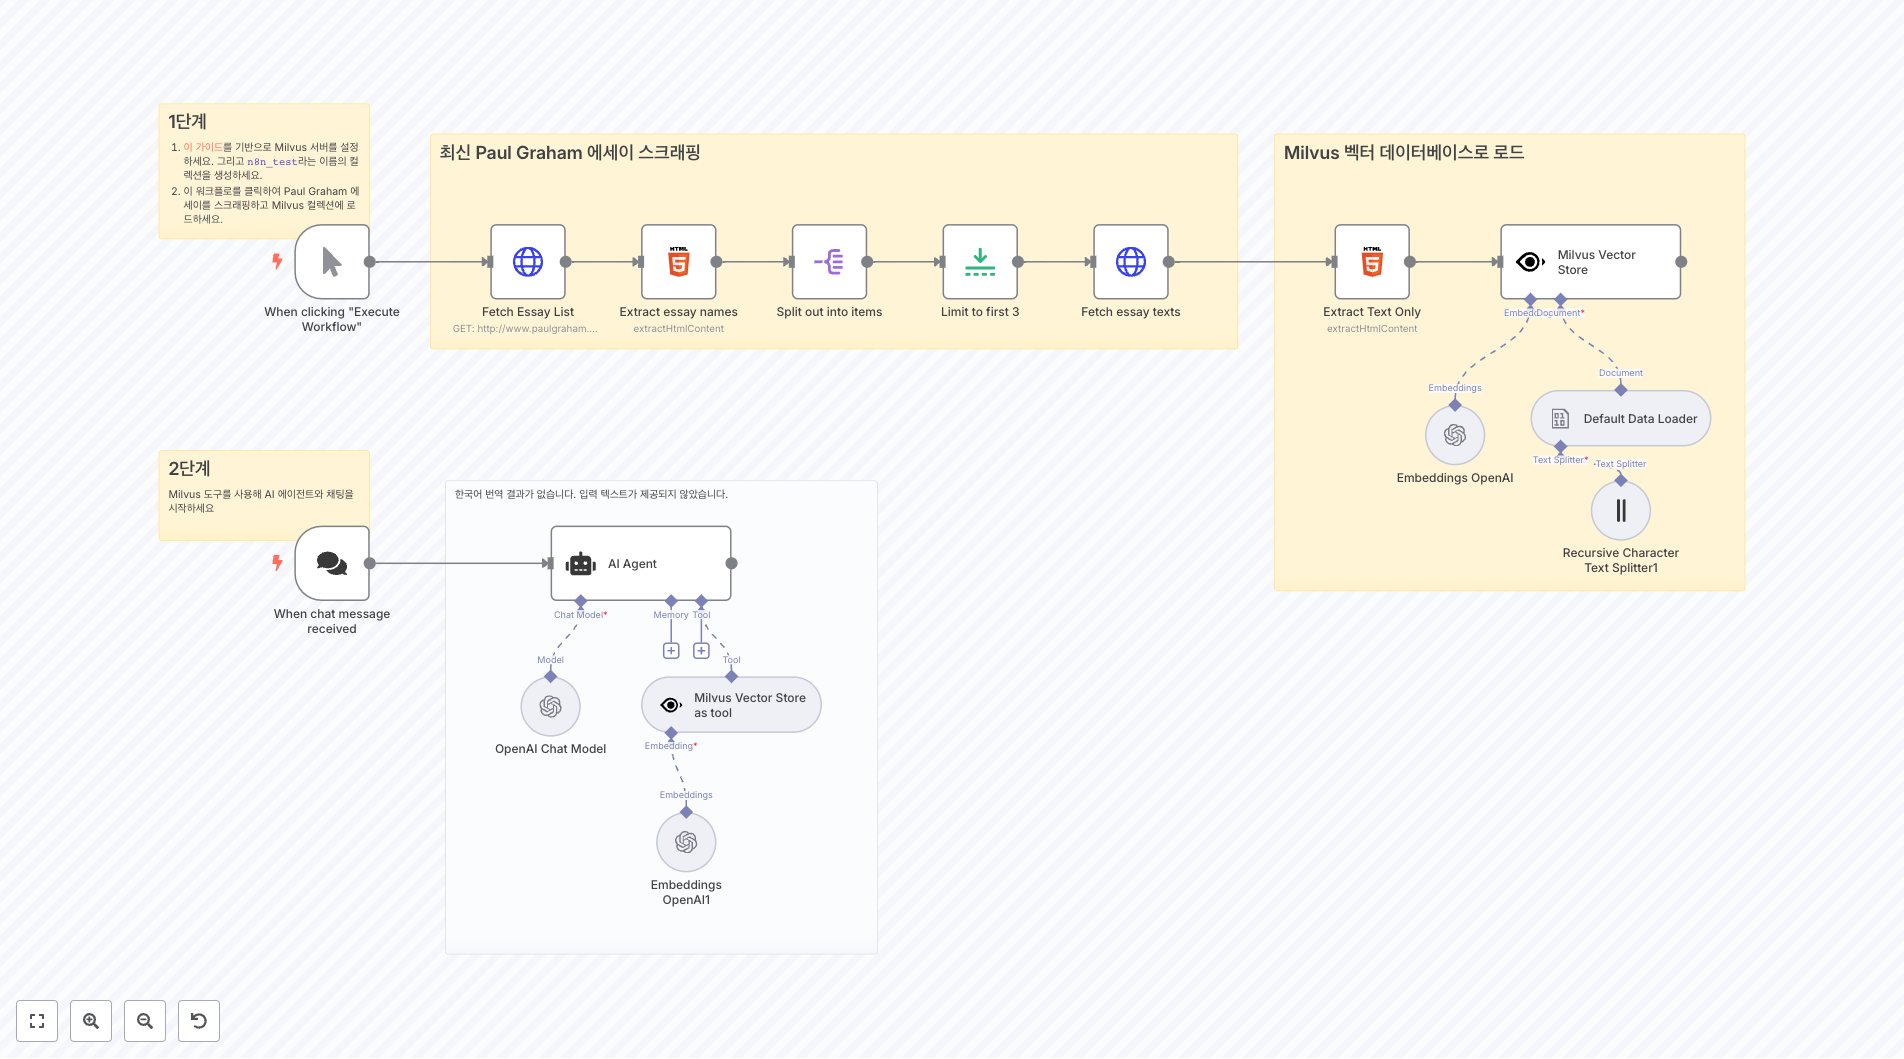 1단계
1. 이 가이드를 기반으로 Milvus 서버를 설정
하세요. 그리고 n8n_test라는 이름의 컬
렉션을 생성하세요.
2. 이 워크플로를 클릭하여 Paul Graham 에
세이를 스크래핑하고 Milvus 컬렉션에 로
드하세요.
When clicking "Execute
Workflow"
최신 Paul Graham 에세이 스크래핑
Fetch Essay List
GET: http://www.paulgraham....
Extract essay names
extractHtmlContent
Split out into items
Limit to first 3
Fetch essay texts
Milvus 벡터 데이터베이스로 로드
HTML
HTML
Extract Text Only
extractHtmlContent
Milvus Vector
Store
Document*
Embeddings
Embeddings OpenAI
Document
Default Data Loader
Text Splitter*
Text Splitter
Recursive Character
Text Splitter1
2단계
Milvus 도구를 사용해 AI 에이전트와 채팅을
시작하세요
When chat message
received
한국어 번역 결과가 없습니다. 입력 텍스트가 제공되지 않았습니다.
AI Agent
Chat Model*
Memory
Tool
Model
OpenAI Chat Model
Tool
Milvus Vector Store
as tool
Embedding*
Embeddings
Embeddings
OpenAI1